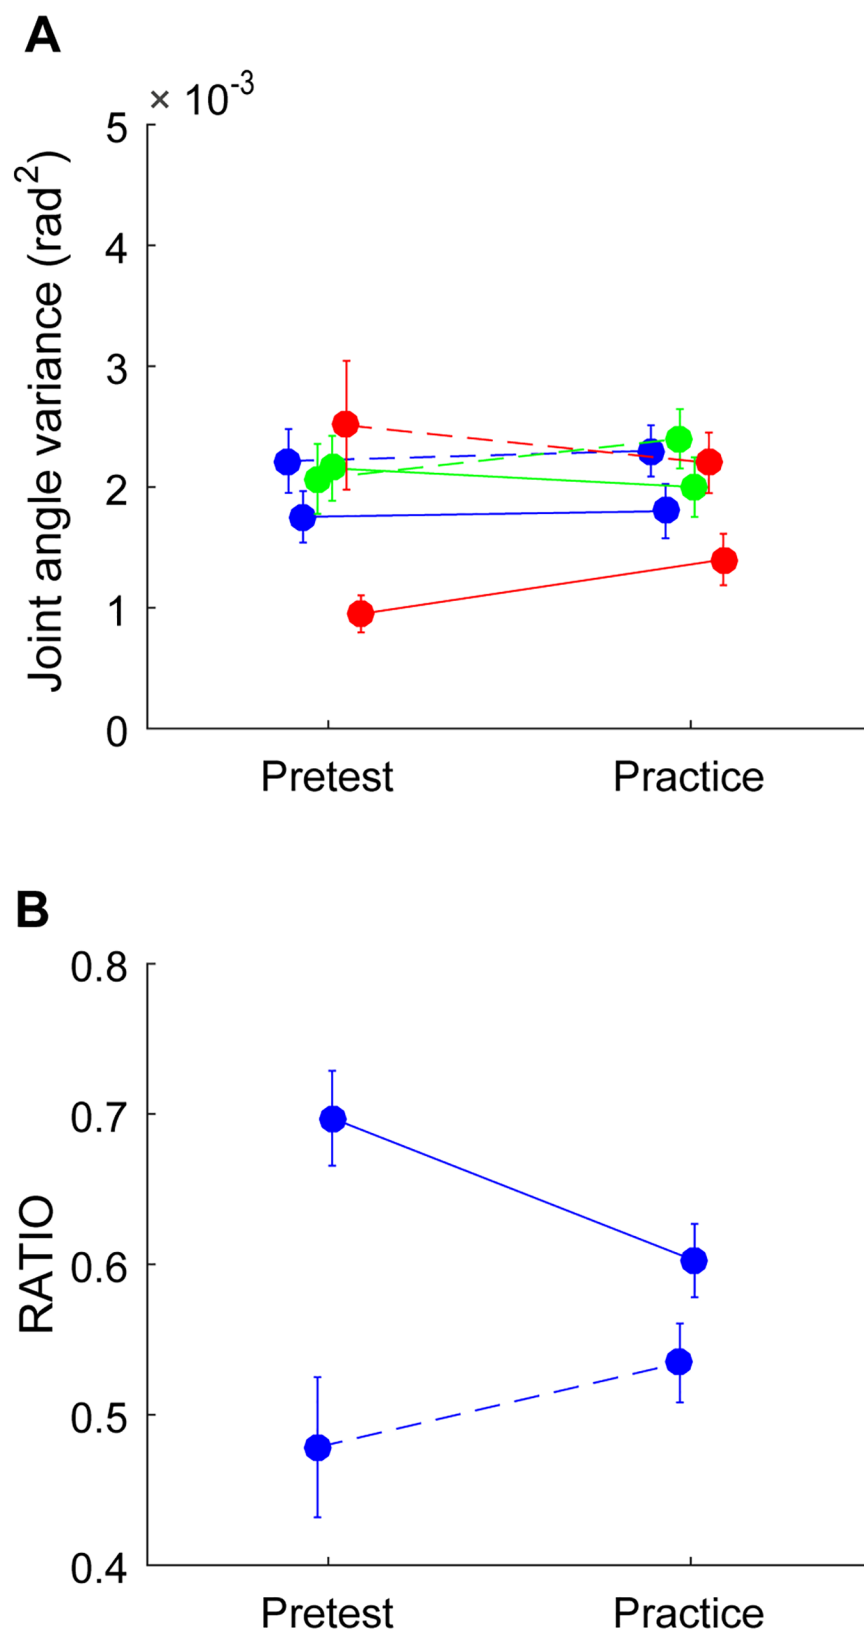 A
× 10⁻³
Joint angle variance (rad²)
5
4
3
2
1
0
Pretest Practice
B
RATIO
0.8
0.7
0.6
0.5
0.4
Pretest Practice